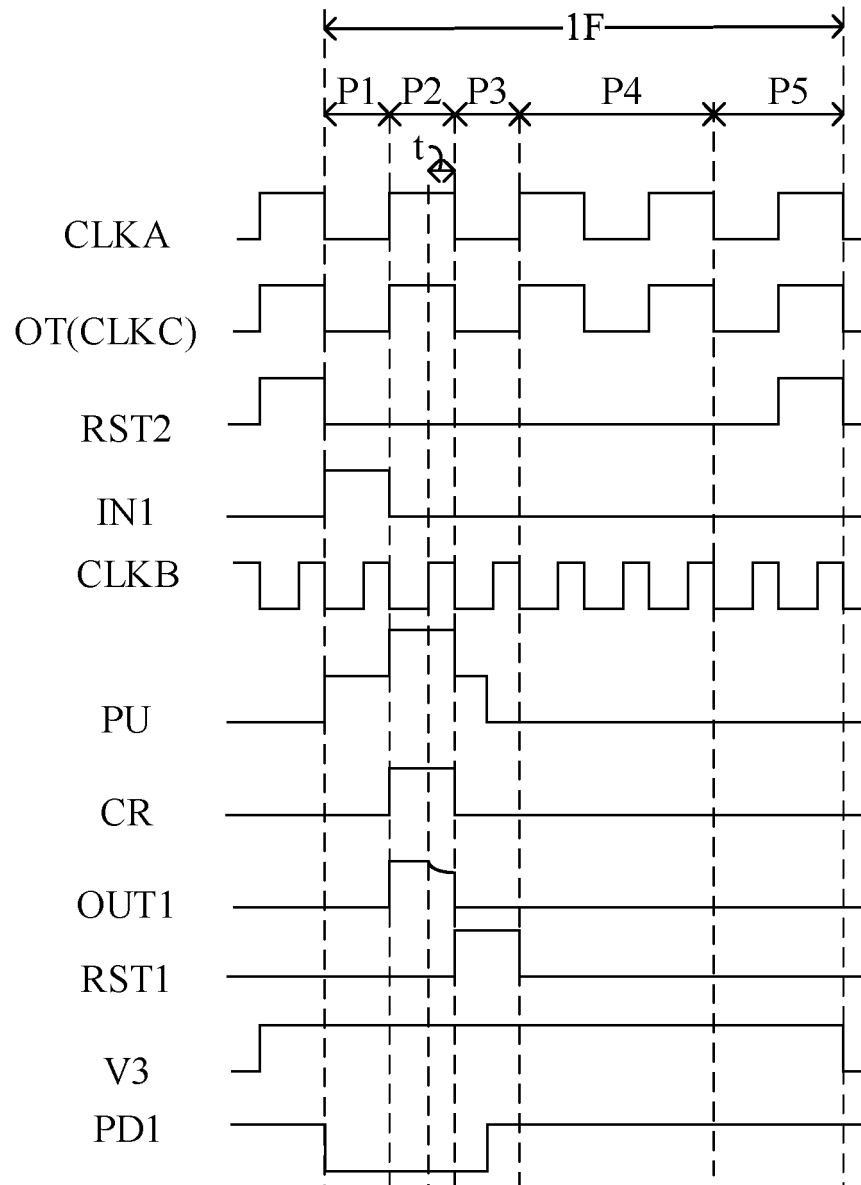 1F
P1 P2 P3 P4 P5
t
CLKA
OT(CLKC)
RST2
IN1
CLKB
PU
CR
OUT1
RST1
V3
PD1